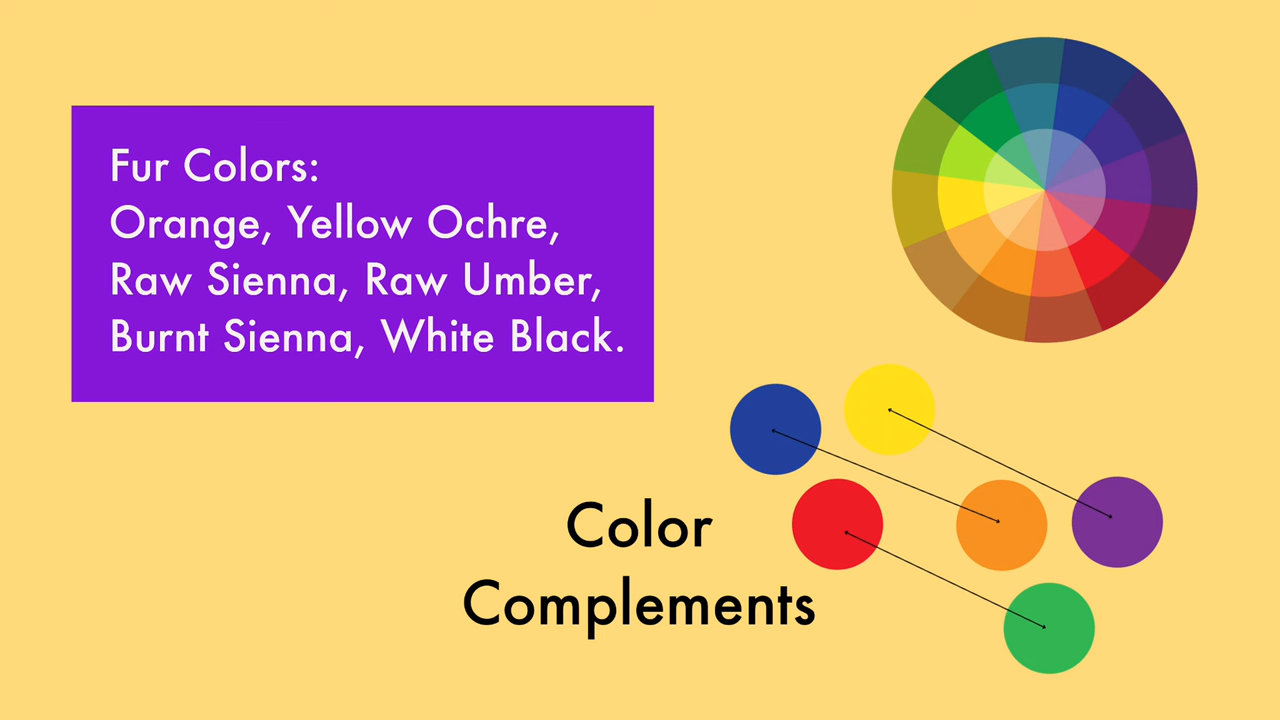 Fur Colors:
Orange, Yellow Ochre,
Raw Sienna, Raw Umber,
Burnt Sienna, White Black.
Color
Complements